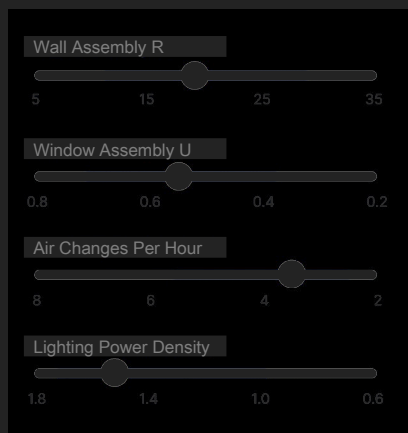 Wall Assembly R
5 15 25 35
Window Assembly U
0.8 0.6 0.4 0.2
Air Changes Per Hour
8 6 4 2
Lighting Power Density
1.8 1.4 1.0 0.6